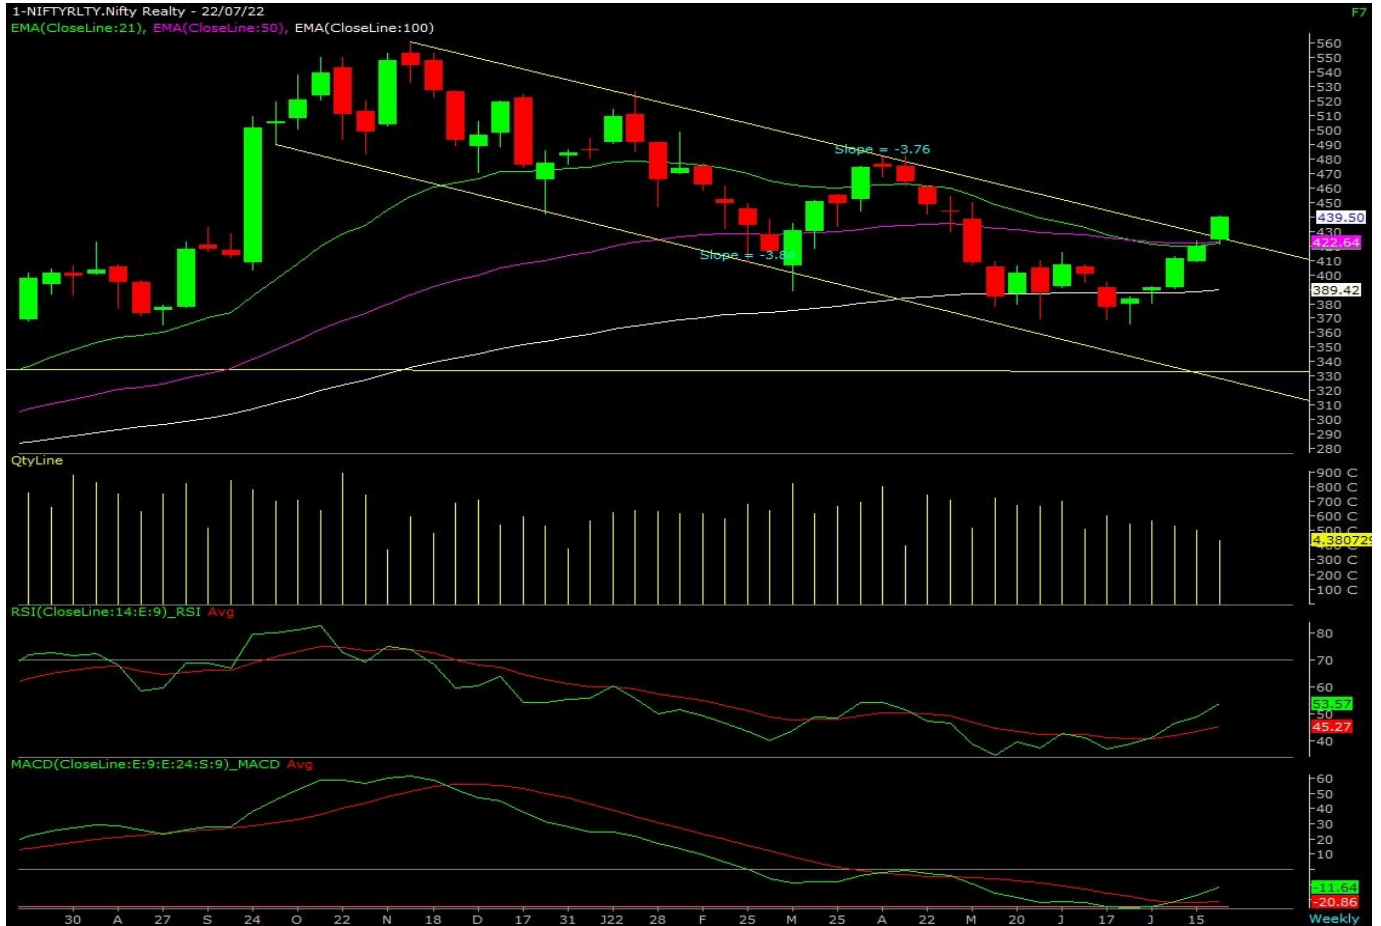 1-NIFTYRLTY.Nifty Realty - 22/07/22
F7
EMA(CloseLine:21), EMA(CloseLine:50), EMA(CloseLine:100)
560
550
540
530
520
510
500
490
480
470
460
450
439.50
430
422.64
410
400
389.42
380
370
360
350
340
330
320
310
300
290
280
Slope = -3.76
Slope = -3.84
QtyLine
900 C
800 C
700 C
600 C
500 C
4.380729
300 C
200 C
100 C
RSI(CloseLine:14:E:9)_RSI Avg
80
70
60
53.57
50
45.27
40
MACD(CloseLine:E:9:E:24:S:9)_MACD Avg
60
50
40
30
20
10
-11.64
-20.86
30 A 27 S 24 O 22 N 18 D 17 31 J22 28 F 25 M 25 A 22 M 20 J 17 J 15 Weekly